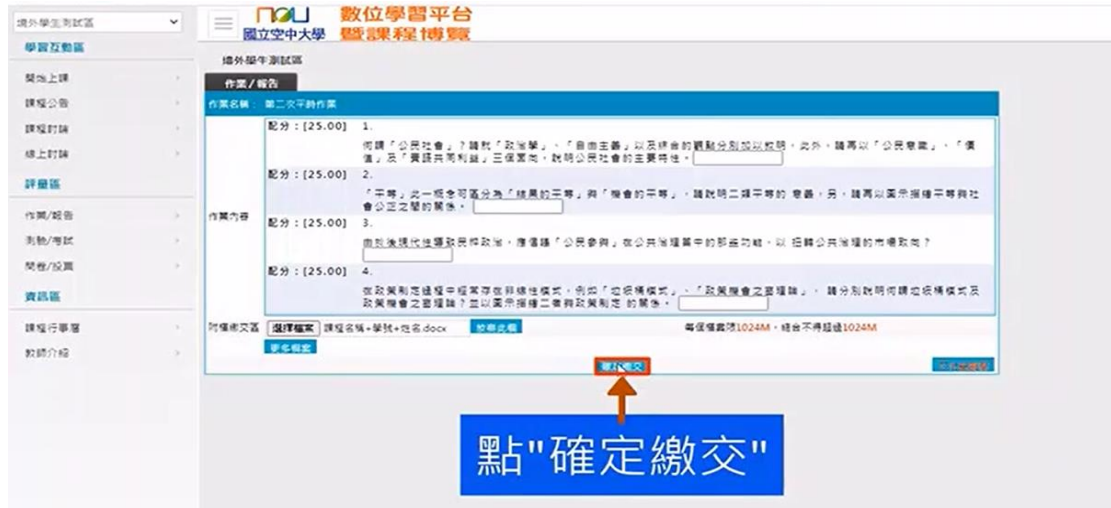 境外學生測試區
nou
國立空中大學
數位學習平台
暨課程博覽
學習互動區
開始上課
課程公告
課程討論
線上討論
評量區
作業/報告
測驗/考試
問卷/投票
資訊區
課程行事曆
教師介紹
境外學生測試區
作業/報告
作業名稱： 第二次平時作業
作業內容
配分：[25.00] 1.
何謂「公民社會」？請就「政治學」、「自由主義」以及綜合的觀點分別加以說明。此外，請再以「公民意識」、「價
值」及「實踐共同利益」三個面向，說明公民社會的主要特性。
配分：[25.00] 2.
「平等」此一概念可區分為「結果的平等」與「機會的平等」，請說明二類平等的 意義，另，請再以圖示描繪平等與社
會公正之間的關係。
配分：[25.00] 3.
民粹政治，應倡議「公民參與」在公共治理當中的那些功能，以 扭轉公共治理的市場取向？
配分：[25.00] 4.
在政策制定過程中經常存在非線性模式，例如「垃圾桶模式」、「政策機會之窗理論」， 請分別說明何謂垃圾桶模式及
政策機會之窗理論？並以圖示描繪二者與政策制定 的關係。
附檔繳交區 選擇檔案 課程名稱+學號+姓名.docx 放棄此檔 每個檔案限1024M，總合不得超過1024M
更多檔案
確定繳交
點"確定繳交"